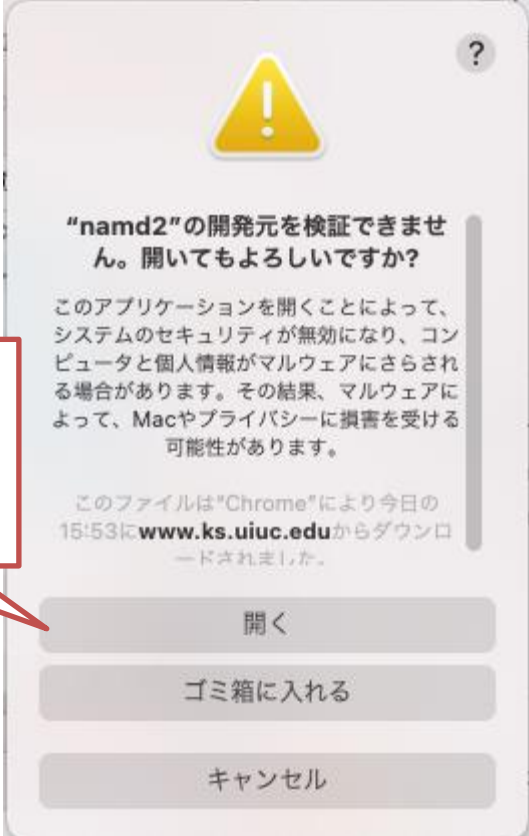 ?
“namd2”の開発元を検証できませ
ん。開いてもよろしいですか?
このアプリケーションを開くことによって、
システムのセキュリティが無効になり、コン
ピュータと個人情報がマルウェアにさらされ
る場合があります。その結果、マルウェアに
よって、Macやプライバシーに損害を受ける
可能性があります。
このファイルは"Chrome"により今日の
15:53にwww.ks.uiuc.eduからダウンロ
ードされました。
開く
ゴミ箱に入れる
キャンセル